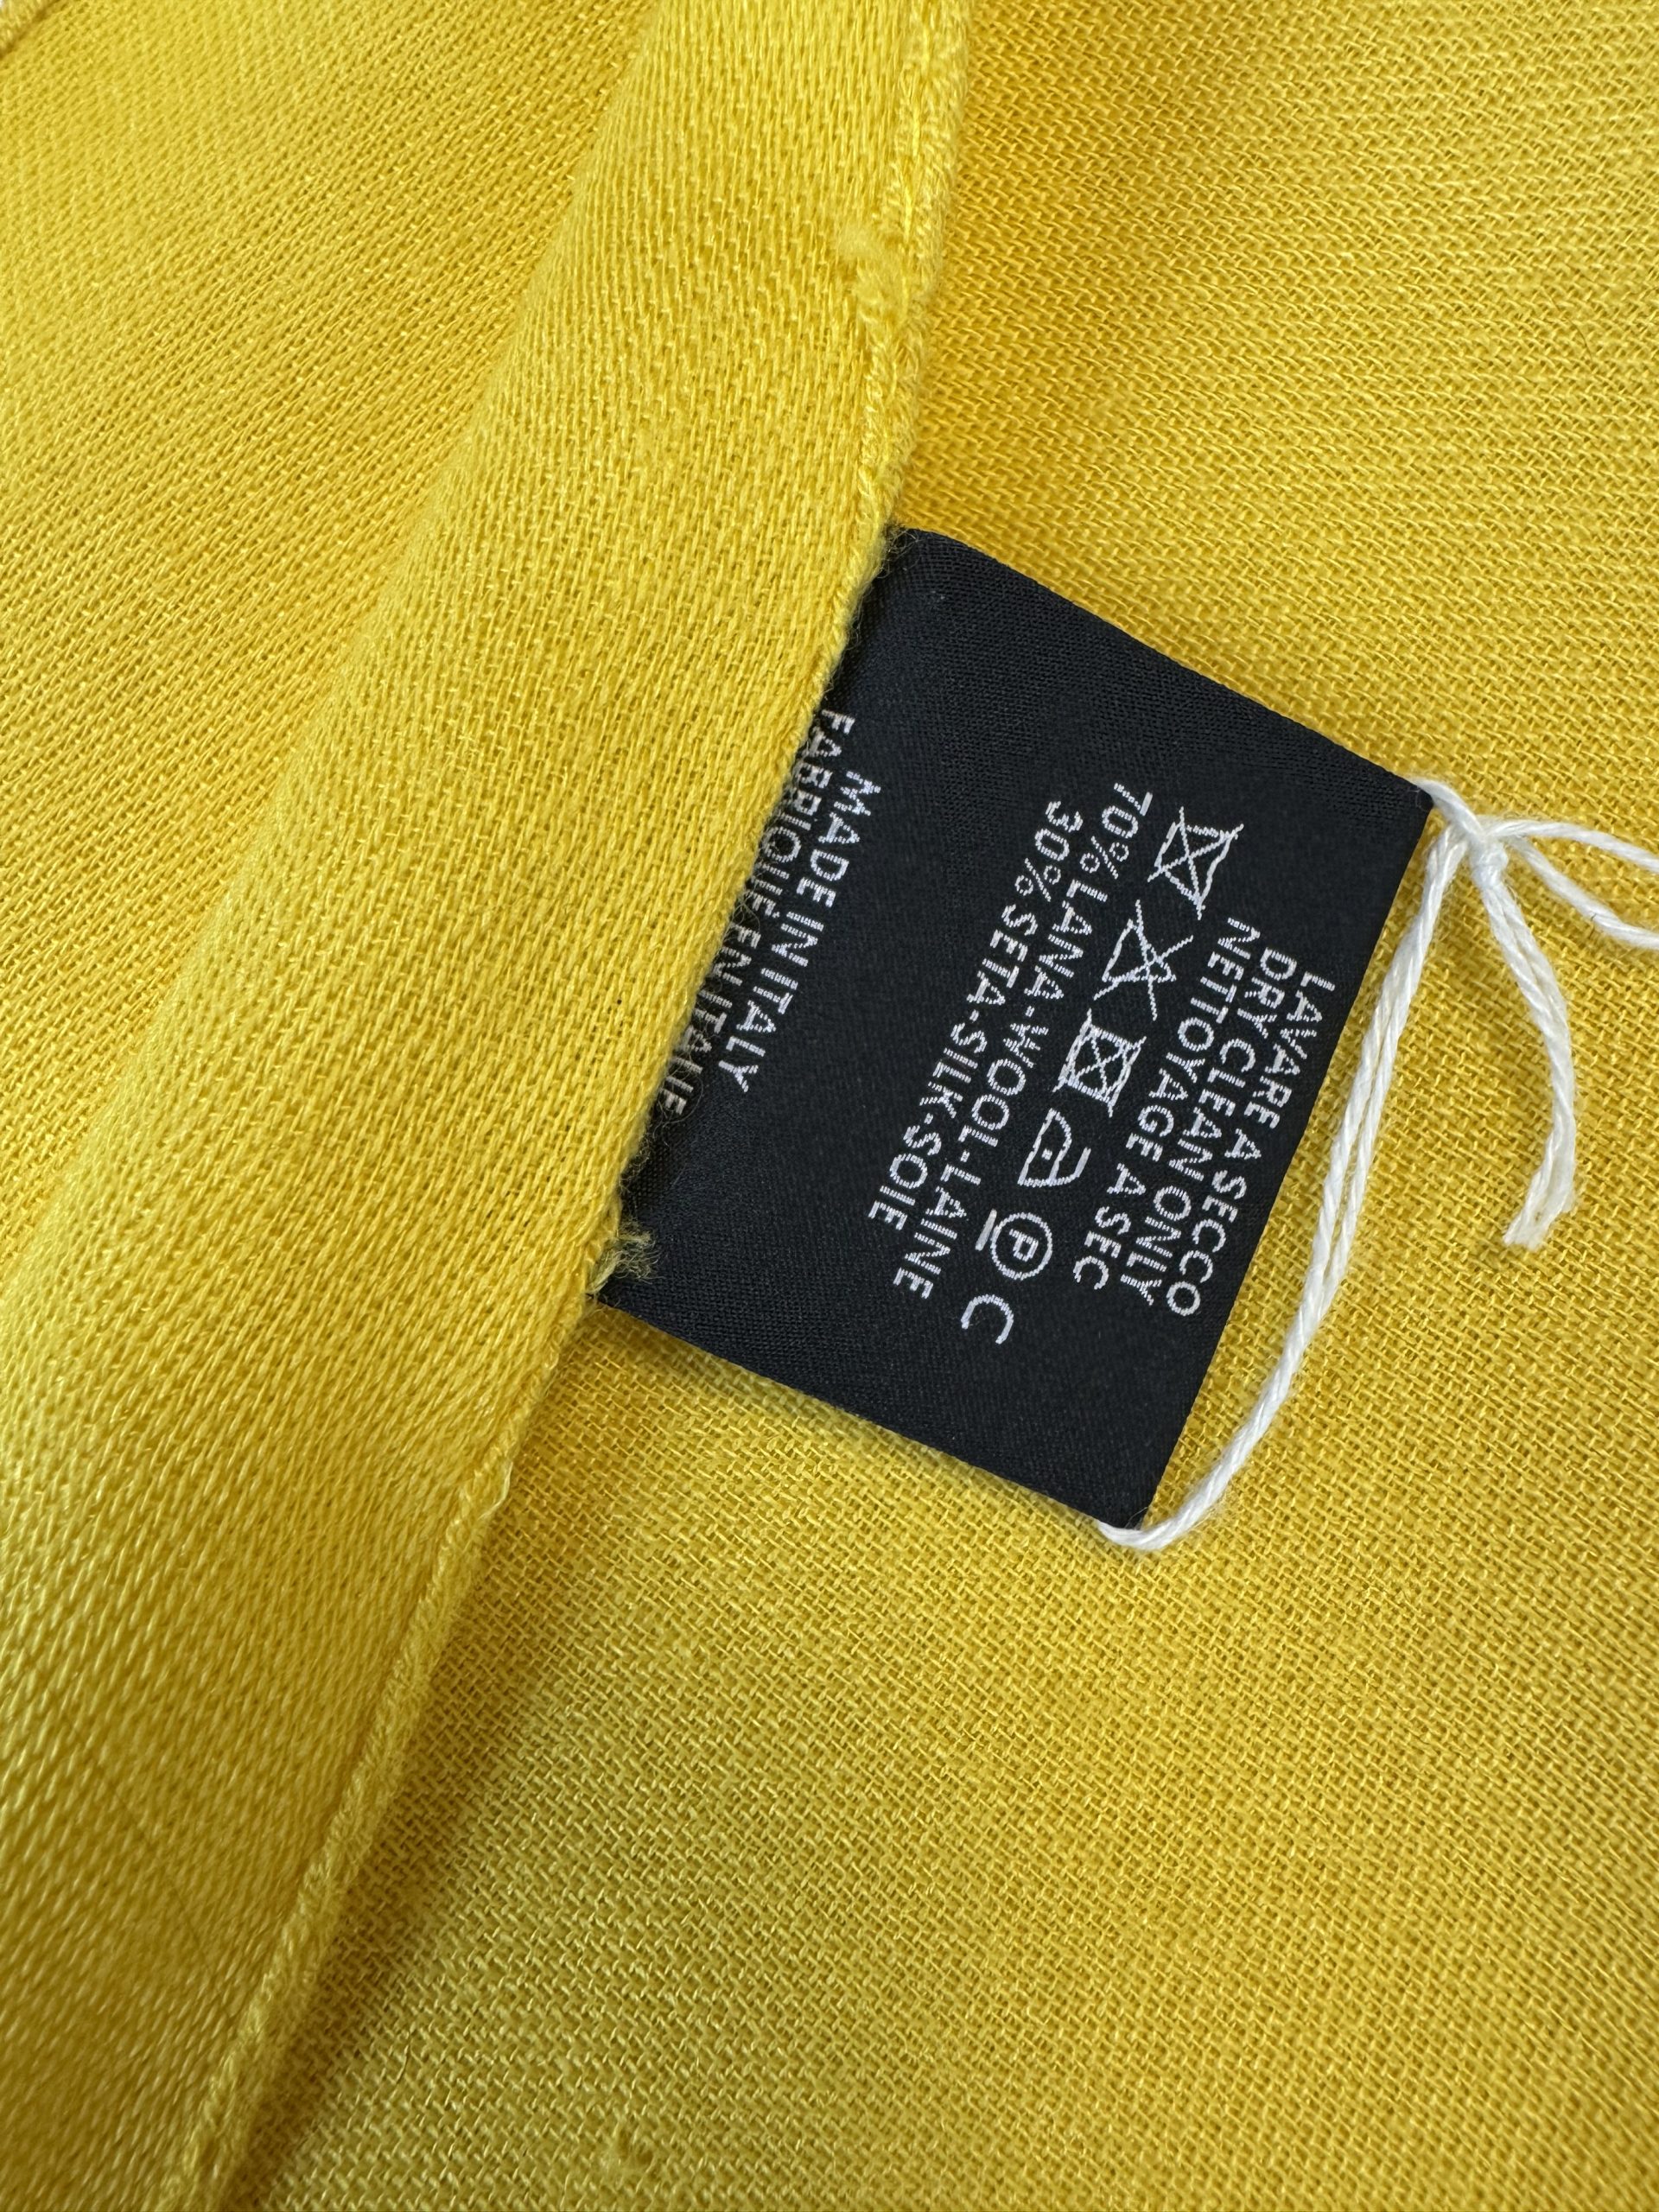 LAVARE A SECCO
DRY CLEAN ONLY
NETTOYAGE A SEC
P C
70% LANA-WOOL-LAINE
30% SETA-SILK-SOIE
MADE IN ITALY
FABRIQUE EN ITALIE